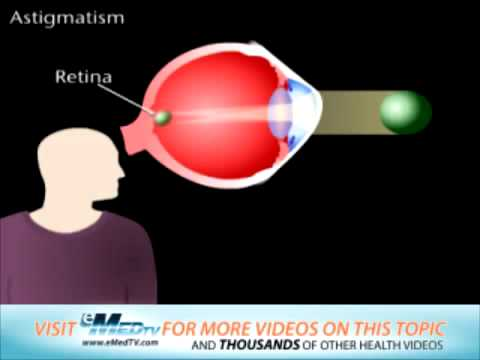 Astigmatism
Retina
VISIT eMEDTV FOR MORE VIDEOS ON THIS TOPIC
www.eMedTV.com AND THOUSANDS OF OTHER HEALTH VIDEOS